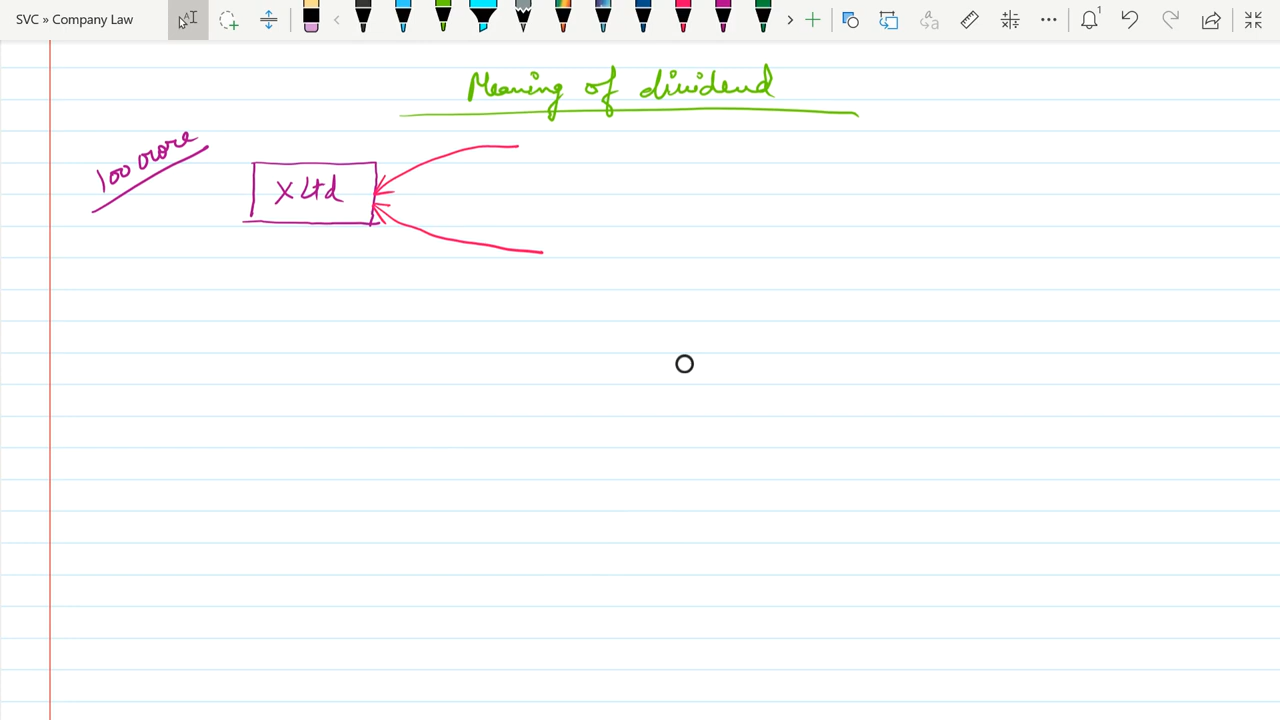 SVC » Company Law
Meaning of dividend
100 crore
X Ltd